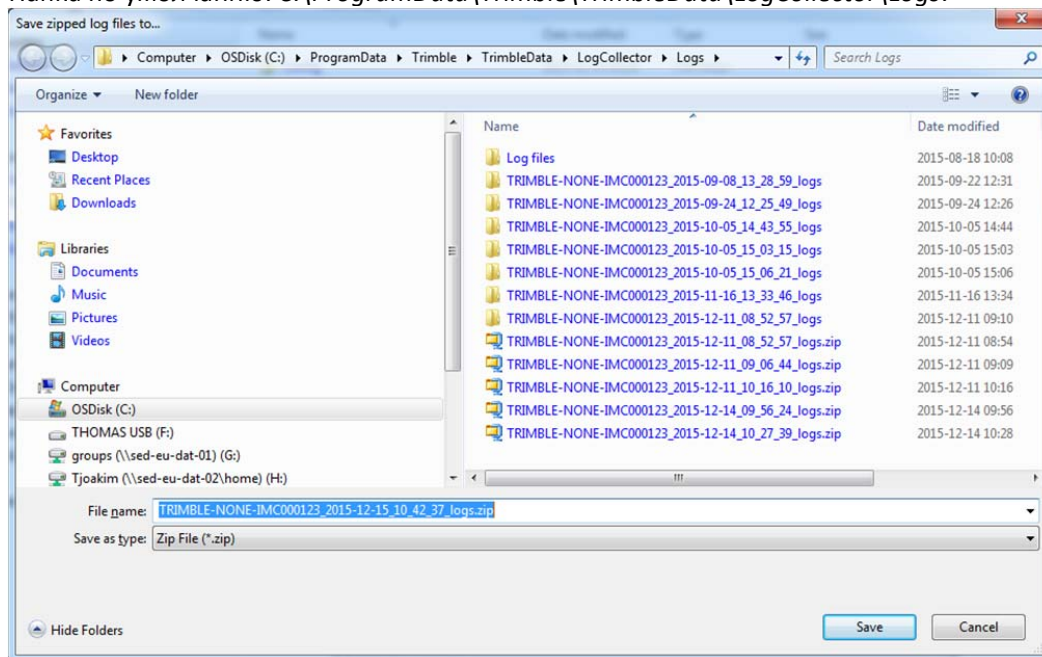 Папка по умолчанию: C:\ProgramData\Trimble\TrimbleData\LogCollector\Logs.
Save zipped log files to...
Computer ▸ OSDisk (C:) ▸ ProgramData ▸ Trimble ▸ TrimbleData ▸ LogCollector ▸ Logs ▸
Search Logs
Organize
New folder
Favorites
Desktop
Recent Places
Downloads
Libraries
Documents
Music
Pictures
Videos
Computer
OSDisk (C:)
THOMAS USB (F:)
groups (\\sed-eu-dat-01) (G:)
Tjoakim (\\sed-eu-dat-02\home) (H:)
Name Date modified
Log files 2015-08-18 10:08
TRIMBLE-NONE-IMC000123_2015-09-08_13_28_59_logs 2015-09-22 12:31
TRIMBLE-NONE-IMC000123_2015-09-24_12_25_49_logs 2015-09-24 12:26
TRIMBLE-NONE-IMC000123_2015-10-05_14_43_55_logs 2015-10-05 14:44
TRIMBLE-NONE-IMC000123_2015-10-05_15_03_15_logs 2015-10-05 15:03
TRIMBLE-NONE-IMC000123_2015-10-05_15_06_21_logs 2015-10-05 15:06
TRIMBLE-NONE-IMC000123_2015-11-16_13_33_46_logs 2015-11-16 13:34
TRIMBLE-NONE-IMC000123_2015-12-11_08_52_57_logs 2015-12-11 09:10
TRIMBLE-NONE-IMC000123_2015-12-11_08_52_57_logs.zip 2015-12-11 08:54
TRIMBLE-NONE-IMC000123_2015-12-11_09_06_44_logs.zip 2015-12-11 09:09
TRIMBLE-NONE-IMC000123_2015-12-11_10_16_10_logs.zip 2015-12-11 10:16
TRIMBLE-NONE-IMC000123_2015-12-14_09_56_24_logs.zip 2015-12-14 09:56
TRIMBLE-NONE-IMC000123_2015-12-14_10_27_39_logs.zip 2015-12-14 10:28
File name: TRIMBLE-NONE-IMC000123_2015-12-15_10_42_37_logs.zip
Save as type: Zip File (*.zip)
Hide Folders
Save
Cancel